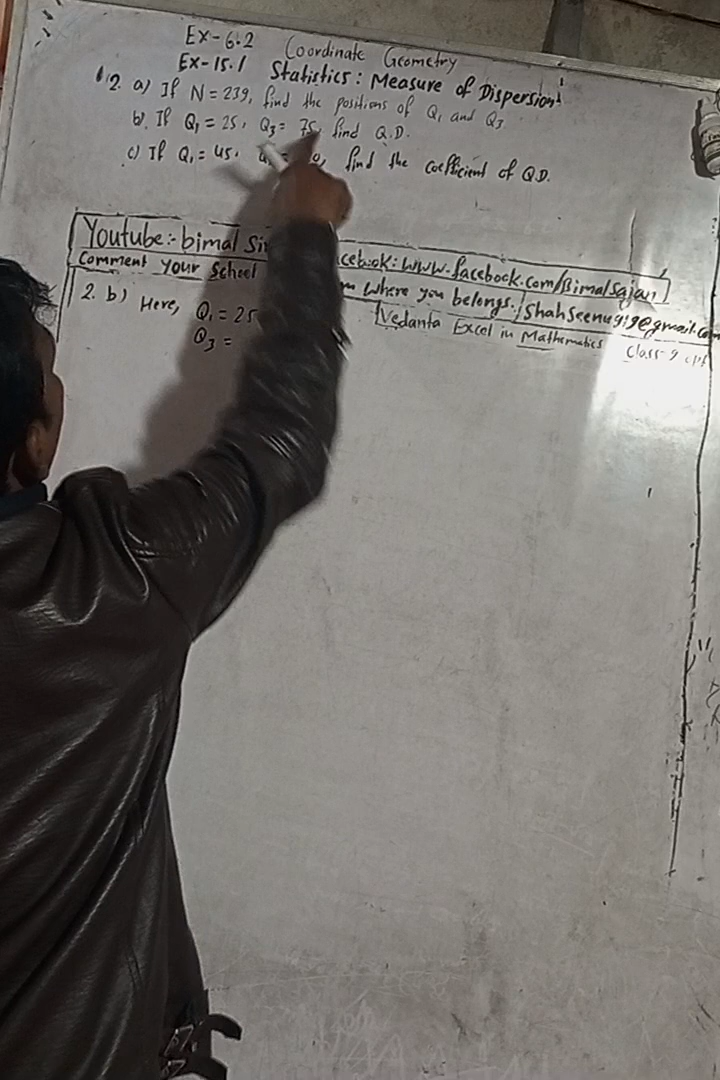 Ex-6.2 Coordinate Geometry
Ex-15.1 Statistics: Measure of Dispersion
2. a) If N = 239, find the positions of Q₁ and Q₃
b). If Q₁ = 25, Q₃ = 75, find Q.D.
c) If Q₁ = 45, find the coefficient of Q.D.
Youtube:- bimal cebook: www.facebook.com/Bimalsajan
Comment your School where you belongs./Shahseenu919@gmail.com
2. b) Here, Q₁ = 25 Vedanta Excel in Mathematics Class-9
Q₃ =